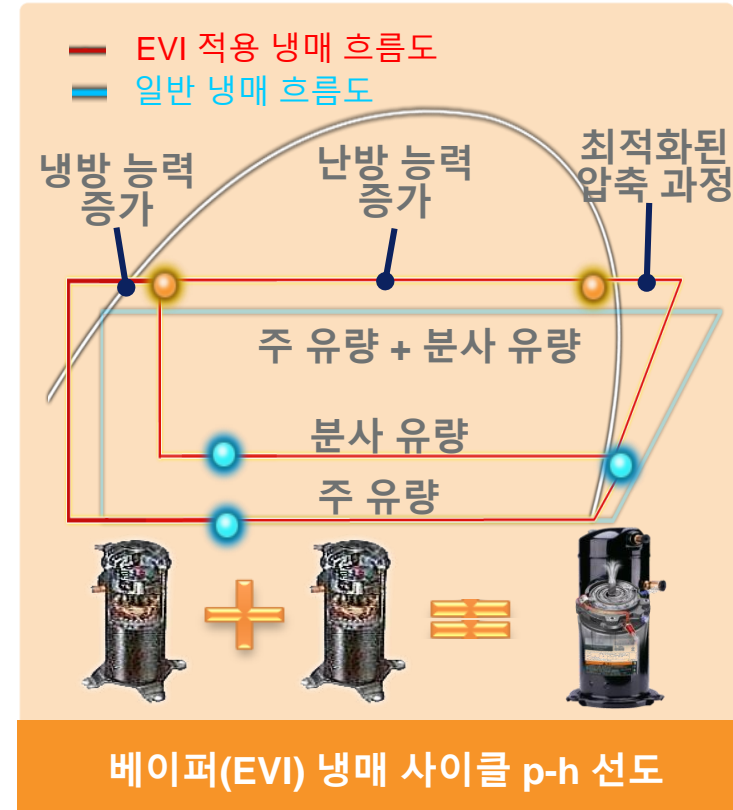 EVI 적용 냉매 흐름도
일반 냉매 흐름도
냉방 능력
증가
난방 능력
증가
최적화된
압축 과정
주 유량 + 분사 유량
분사 유량
주 유량
베이퍼(EVI) 냉매 사이클 p-h 선도